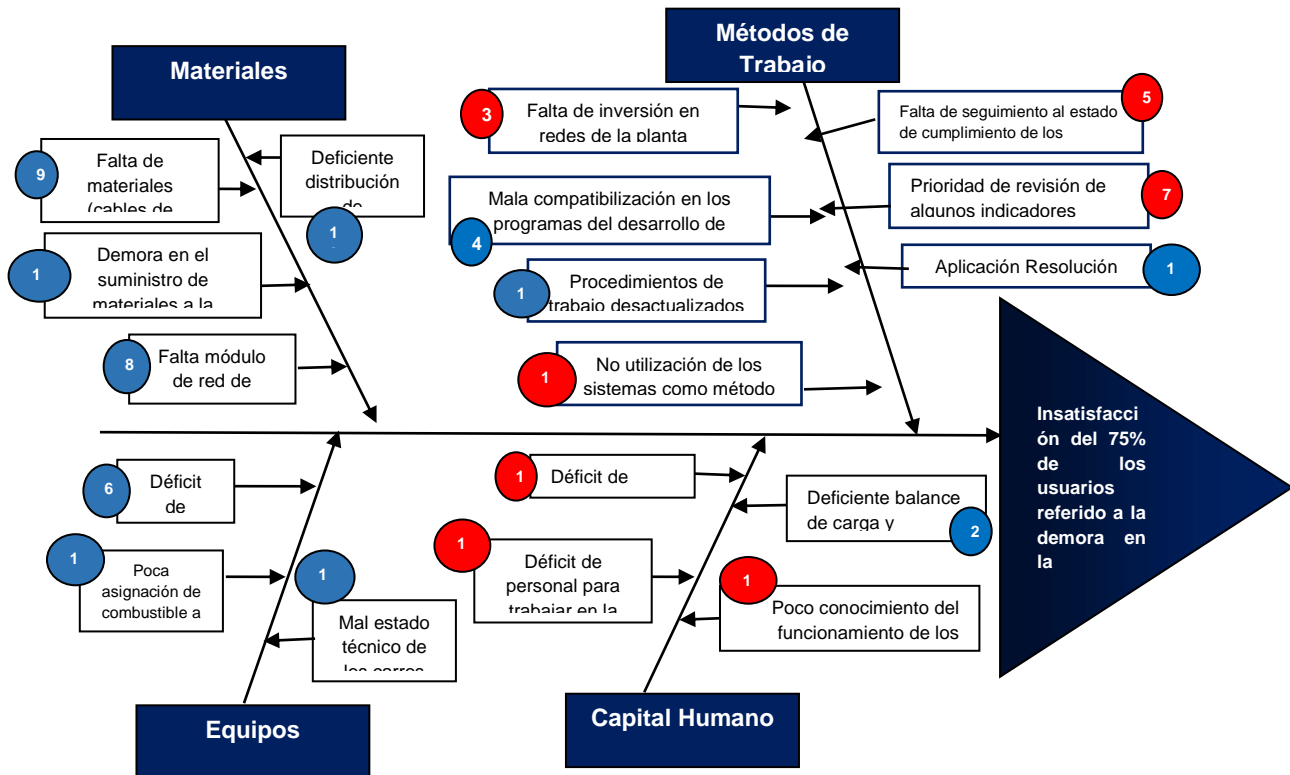 Materiales
Métodos de
Trabajo
3
Falta de inversión en
redes de la planta
5
Falta de seguimiento al estado
de cumplimiento de los
9
Falta de
materiales
(cables de
Deficiente
distribución
de
1
Mala compatibilización en los
programas del desarrollo de
4
Prioridad de revisión de
algunos indicadores
7
1
Demora en el
suministro de
materiales a la
1
Procedimientos de
trabajo desactualizados
Aplicación Resolución
1
8
Falta módulo
de red de
1
No utilización de los
sistemas como método
Insatisfacci
ón del 75%
de los
usuarios
referido a la
demora en
la
6
Déficit
de
1
Déficit de
Deficiente balance
de carga y
2
1
Poca
asignación de
combustible a
1
Mal estado
técnico de
los carros
1
Déficit de
personal para
trabajar en la
1
Poco conocimiento del
funcionamiento de los
Equipos
Capital Humano